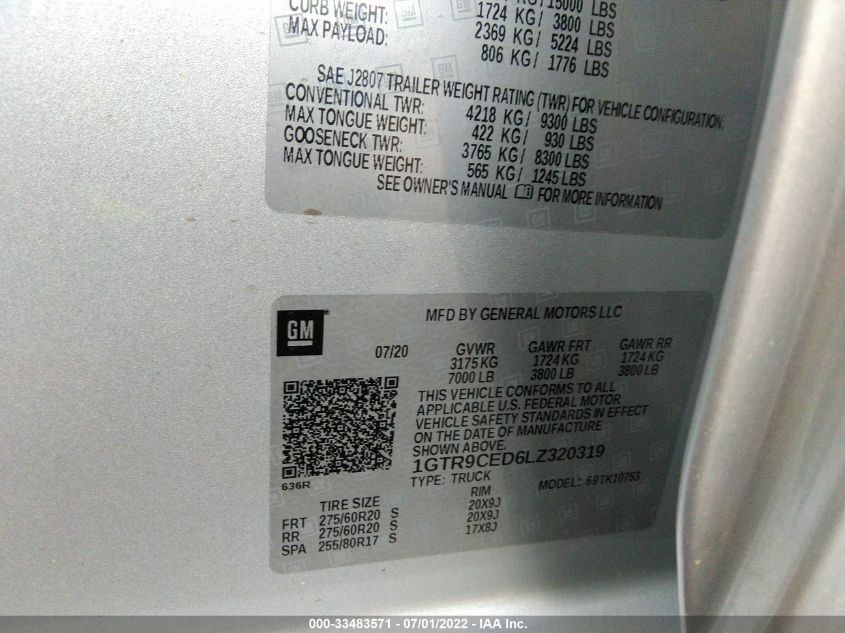 15000 LBS
CURB WEIGHT: 1724 KG/ 3800 LBS
MAX PAYLOAD: 2369 KG/ 5224 LBS
806 KG/ 1776 LBS
SAE J2807 TRAILER WEIGHT RATING (TWR) FOR VEHICLE CONFIGURATION.
CONVENTIONAL TWR: 4218 KG/ 9300 LBS
MAX TONGUE WEIGHT: 422 KG/ 930 LBS
GOOSENECK TWR: 3765 KG/ 8300 LBS
MAX TONGUE WEIGHT: 565 KG/ 1245 LBS
SEE OWNER'S MANUAL FOR MORE INFORMATION
GM
MFD BY GENERAL MOTORS LLC
07/20 GVWR GAWR FRT GAWR RR
3175 KG 1724 KG 1724 KG
7000 LB 3800 LB 3800 LB
THIS VEHICLE CONFORMS TO ALL
APPLICABLE U.S. FEDERAL MOTOR
VEHICLE SAFETY STANDARDS IN EFFECT
ON THE DATE OF MANUFACTURE
SHOWN ABOVE.
1GTR9CED6LZ320319
636R
TYPE: TRUCK MODEL: 69TK10753
TIRE SIZE RIM
FRT 275/60R20 S 20X9J
RR 275/60R20 S 20X9J
SPA 255/80R17 S 17X8J
000-33483571 - 07/01/2022 - IAA Inc.